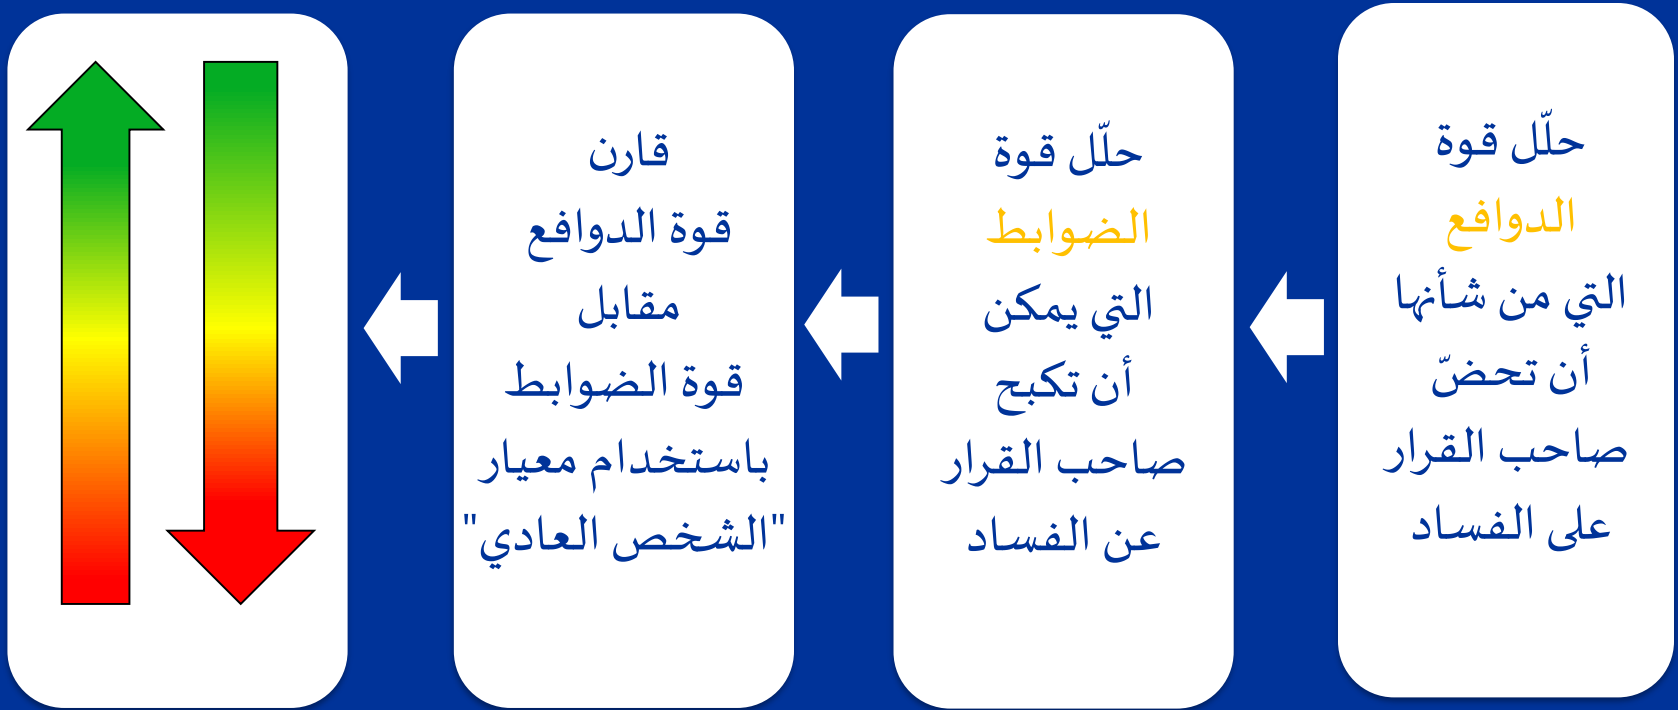 حلّل قوة
الدوافع
التي من شأنها
أن تحضّ
صاحب القرار
على الفساد
حلّل قوة
الضوابط
التي يمكن
أن تكبح
صاحب القرار
عن الفساد
قارن
قوة الدوافع
مقابل
قوة الضوابط
باستخدام معيار
"الشخص العادي"